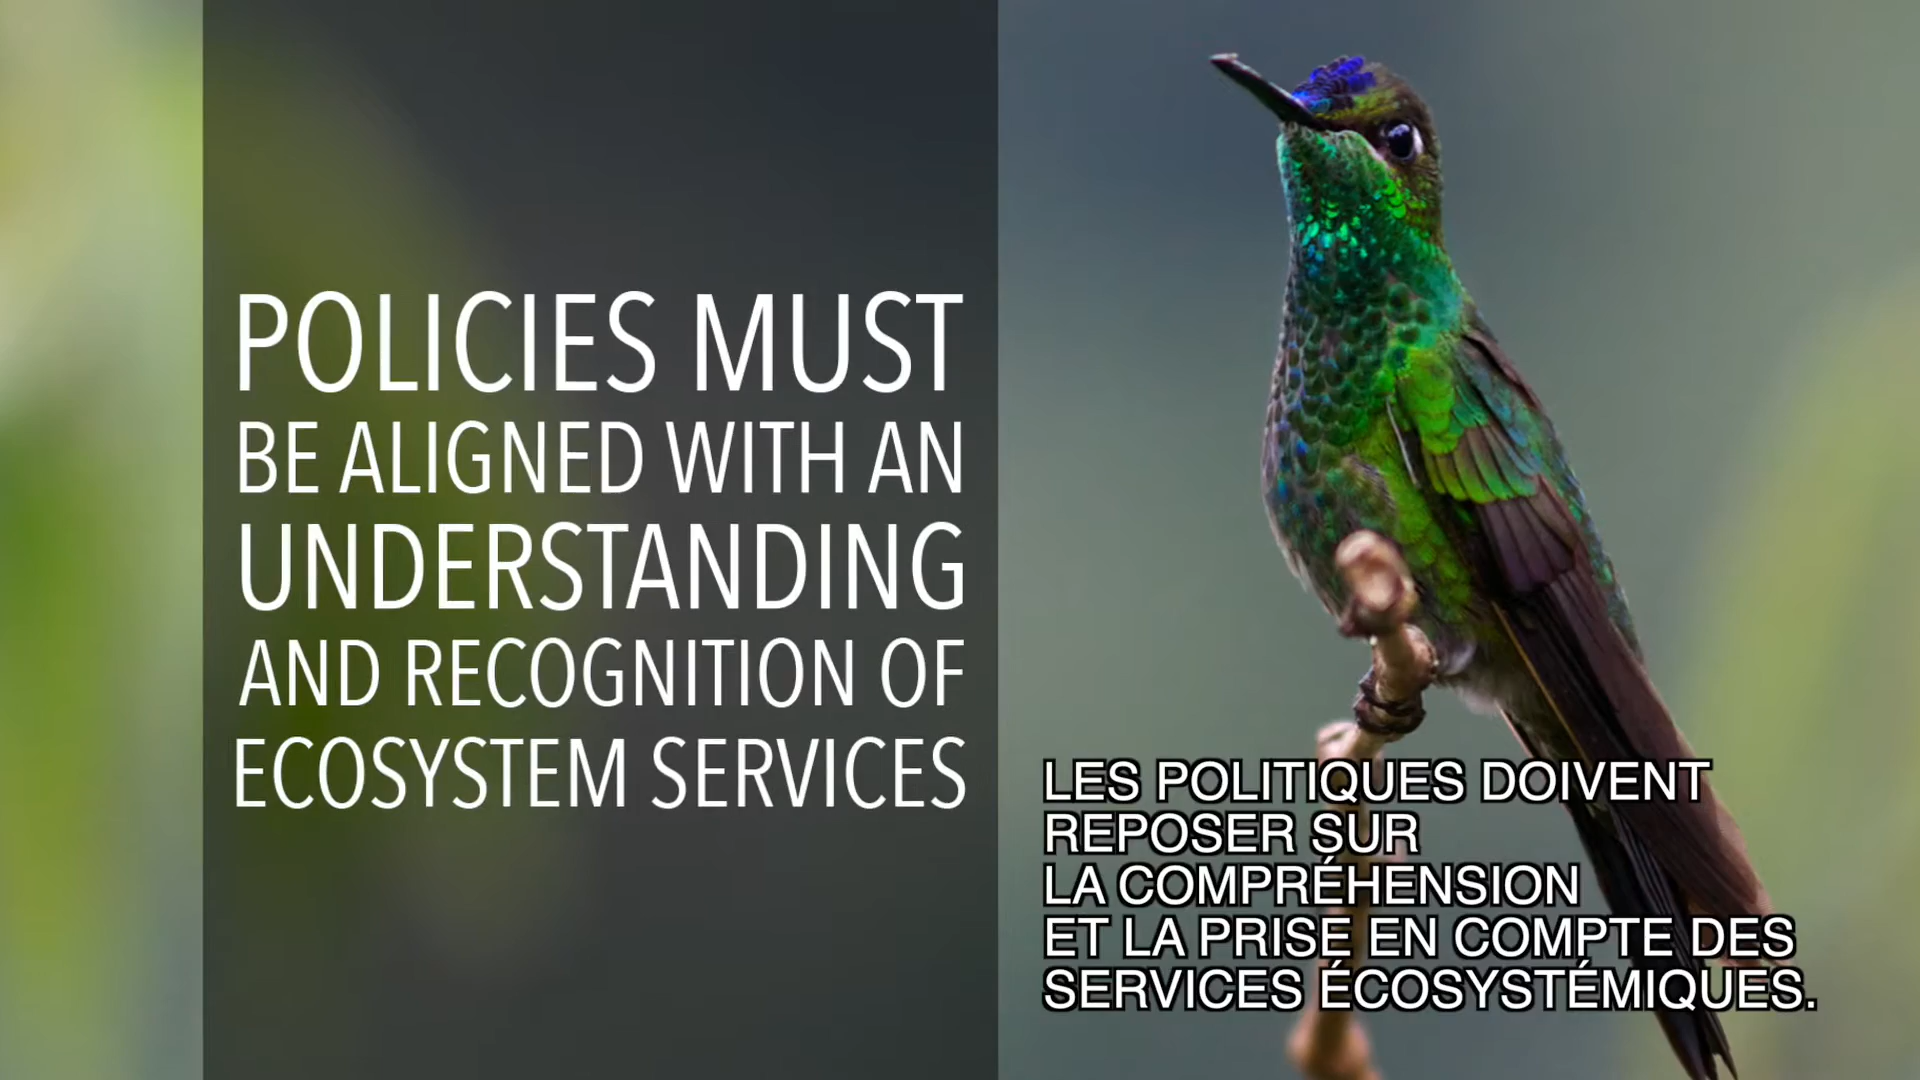 POLICIES MUST
BE ALIGNED WITH AN
UNDERSTANDING
AND RECOGNITION OF
ECOSYSTEM SERVICES
LES POLITIQUES DOIVENT
REPOSER SUR
LA COMPRÉHENSION
ET LA PRISE EN COMPTE DES
SERVICES ÉCOSYSTÉMIQUES.